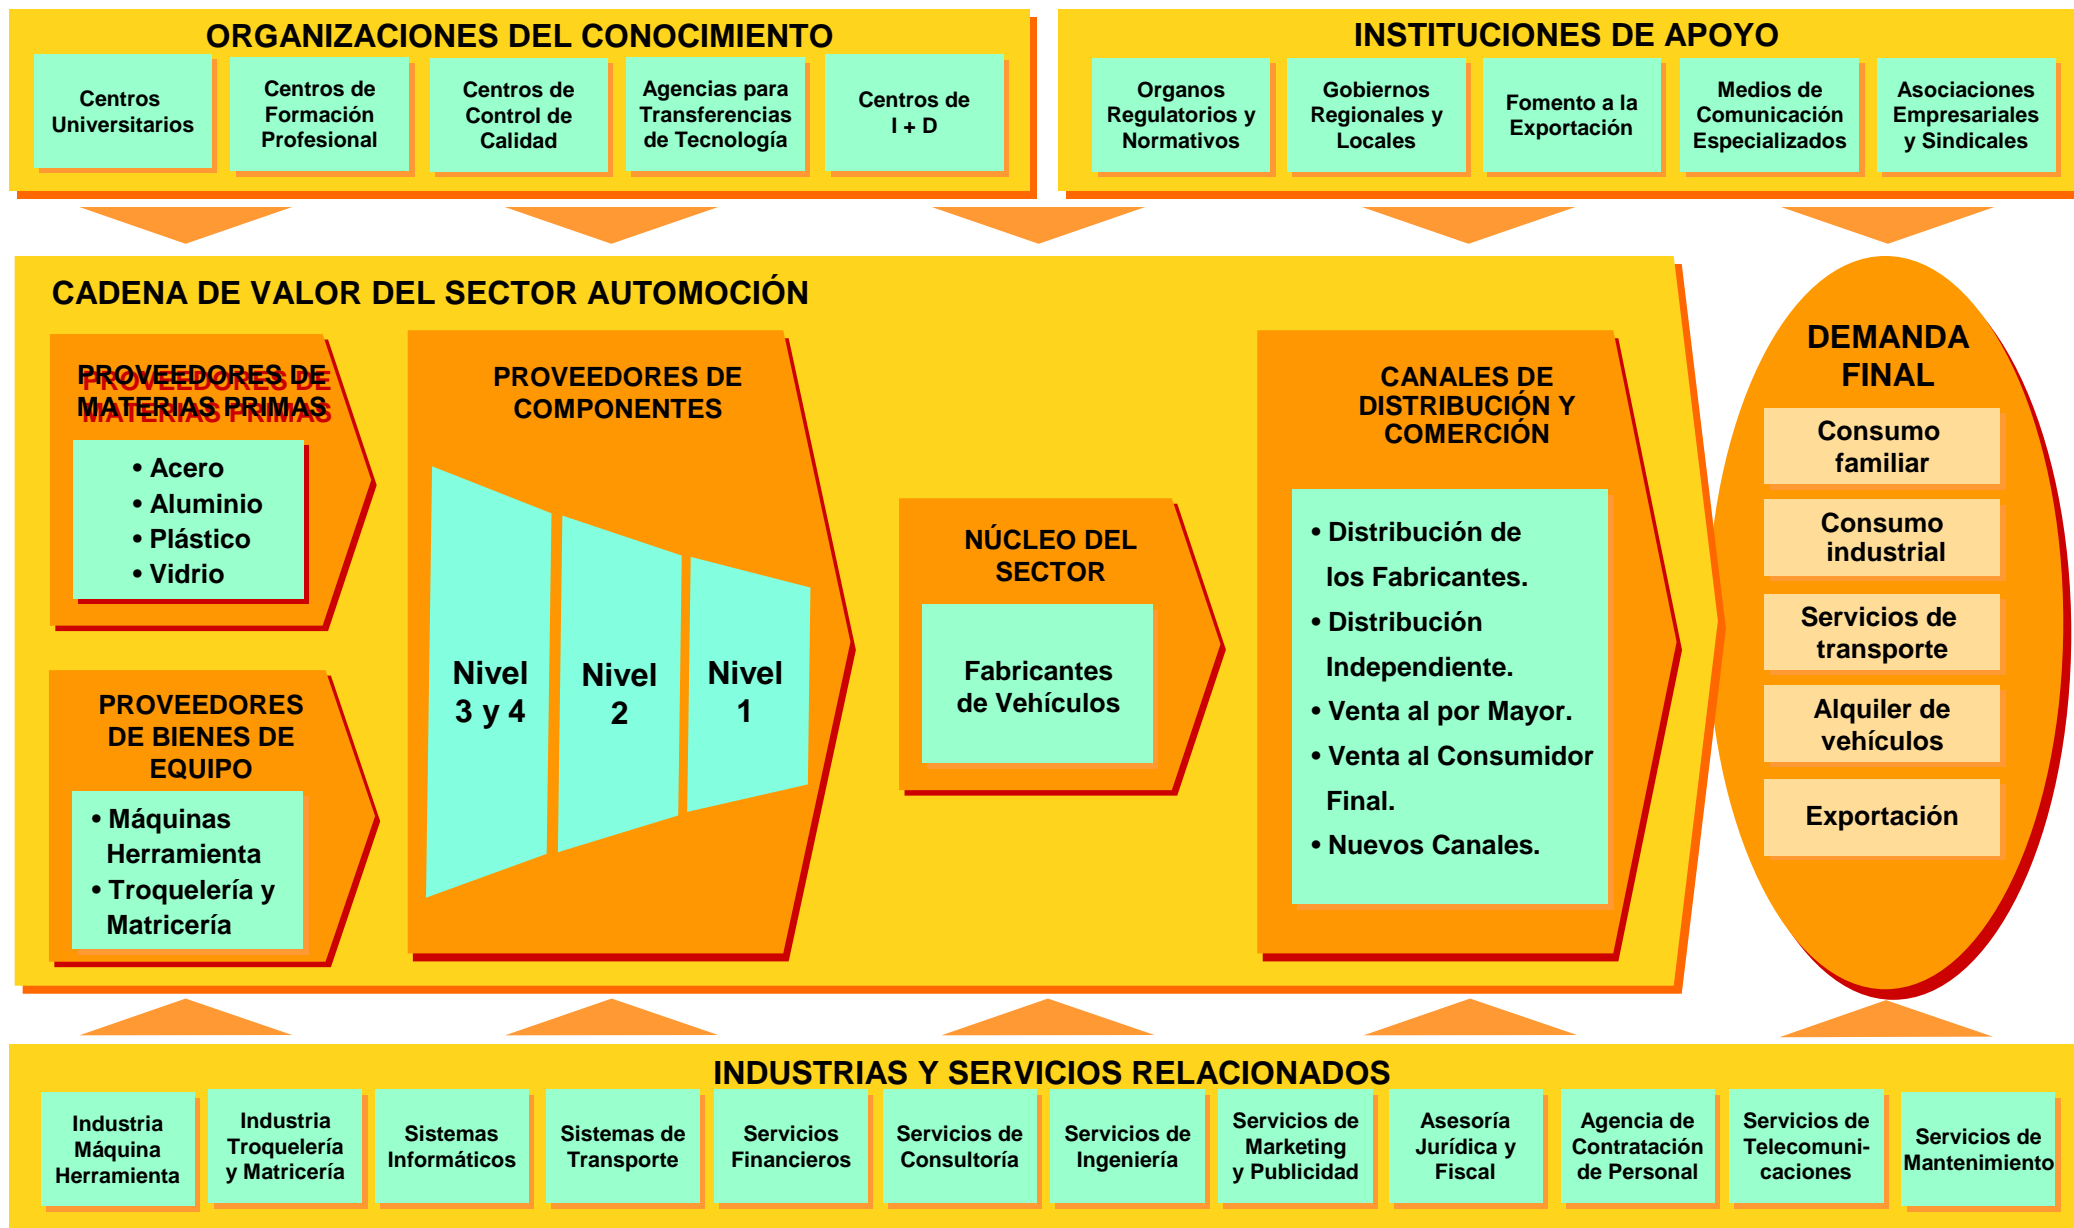 ORGANIZACIONES DEL CONOCIMIENTO
Centros
Universitarios
Centros de
Formación
Profesional
Centros de
Control de
Calidad
Agencias para
Transferencias
de Tecnología
Centros de
I + D
INSTITUCIONES DE APOYO
Organos
Regulatorios y
Normativos
Gobiernos
Regionales y
Locales
Fomento a la
Exportación
Medios de
Comunicación
Especializados
Asociaciones
Empresariales
y Sindicales
CADENA DE VALOR DEL SECTOR AUTOMOCIÓN
PROVEEDORES DE
MATERIAS PRIMAS
• Acero
• Aluminio
• Plástico
• Vidrio
PROVEEDORES
DE BIENES DE
EQUIPO
• Máquinas
Herramienta
• Troquelería y
Matricería
PROVEEDORES DE
COMPONENTES
Nivel
3 y 4
Nivel
2
Nivel
1
NÚCLEO DEL
SECTOR
Fabricantes
de Vehículos
CANALES DE
DISTRIBUCIÓN Y
COMERCIÓN
• Distribución de
los Fabricantes.
• Distribución
Independiente.
• Venta al por Mayor.
• Venta al Consumidor
Final.
• Nuevos Canales.
DEMANDA
FINAL
Consumo
familiar
Consumo
industrial
Servicios de
transporte
Alquiler de
vehículos
Exportación
INDUSTRIAS Y SERVICIOS RELACIONADOS
Industria
Máquina
Herramienta
Industria
Troquelería
y Matricería
Sistemas
Informáticos
Sistemas de
Transporte
Servicios
Financieros
Servicios de
Consultoría
Servicios de
Ingeniería
Servicios de
Marketing
y Publicidad
Asesoría
Jurídica y
Fiscal
Agencia de
Contratación
de Personal
Servicios de
Telecomuni-
caciones
Servicios de
Mantenimiento